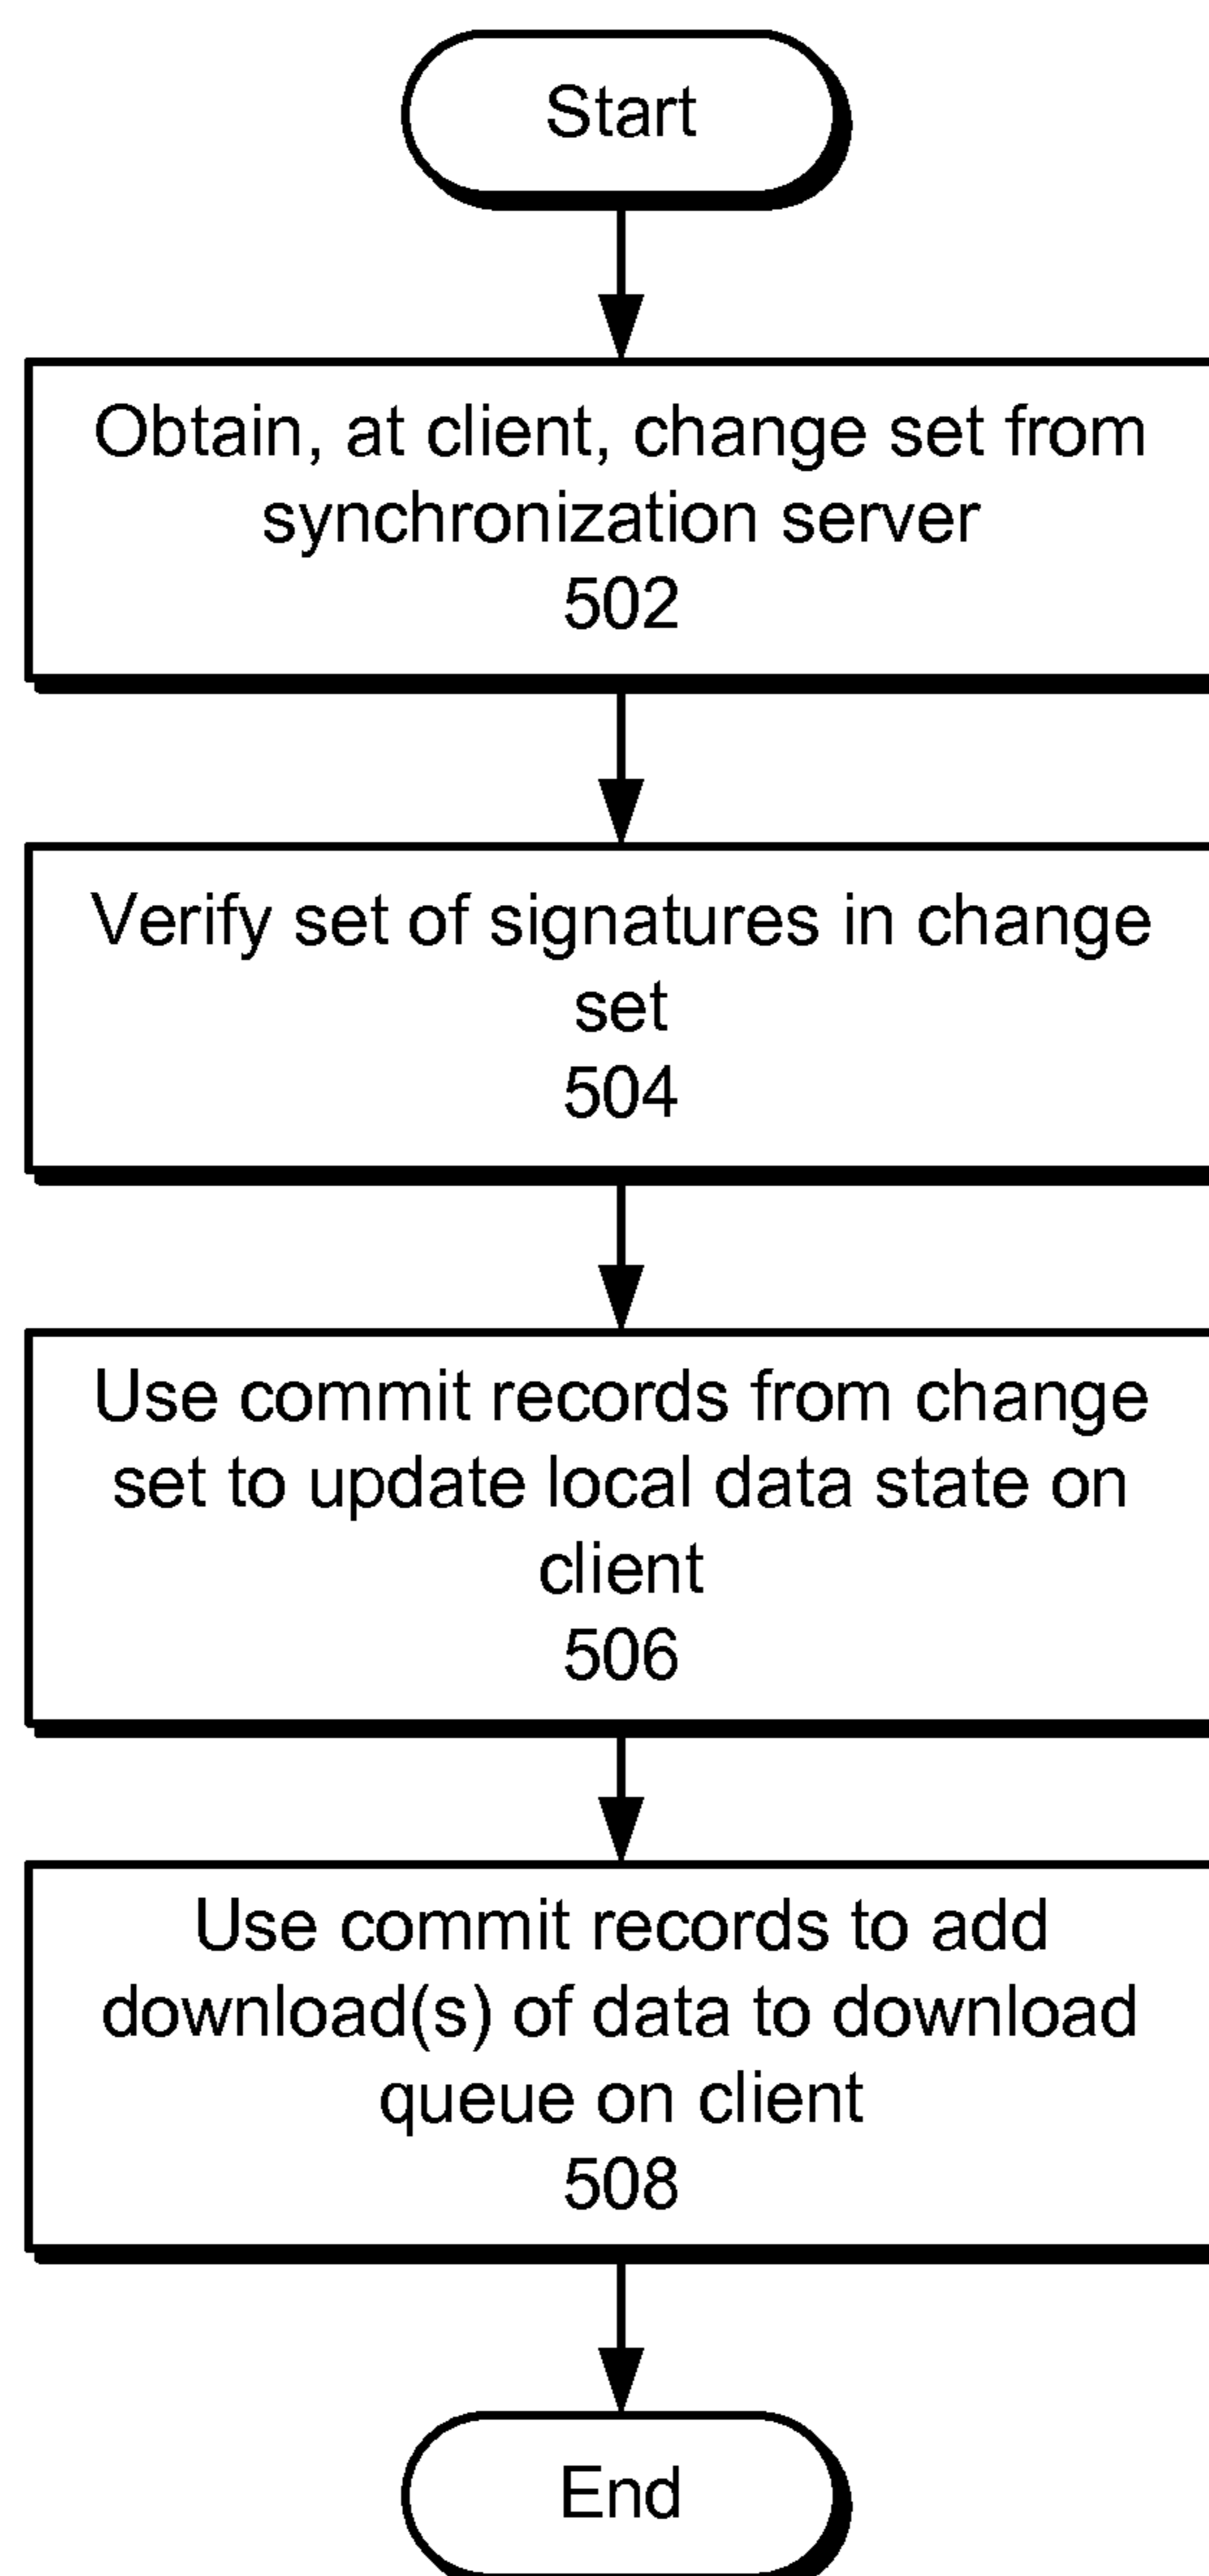 Start
Obtain, at client, change set from
synchronization server
502
Verify set of signatures in change
set
504
Use commit records from change
set to update local data state on
client
506
Use commit records to add
download(s) of data to download
queue on client
508
End